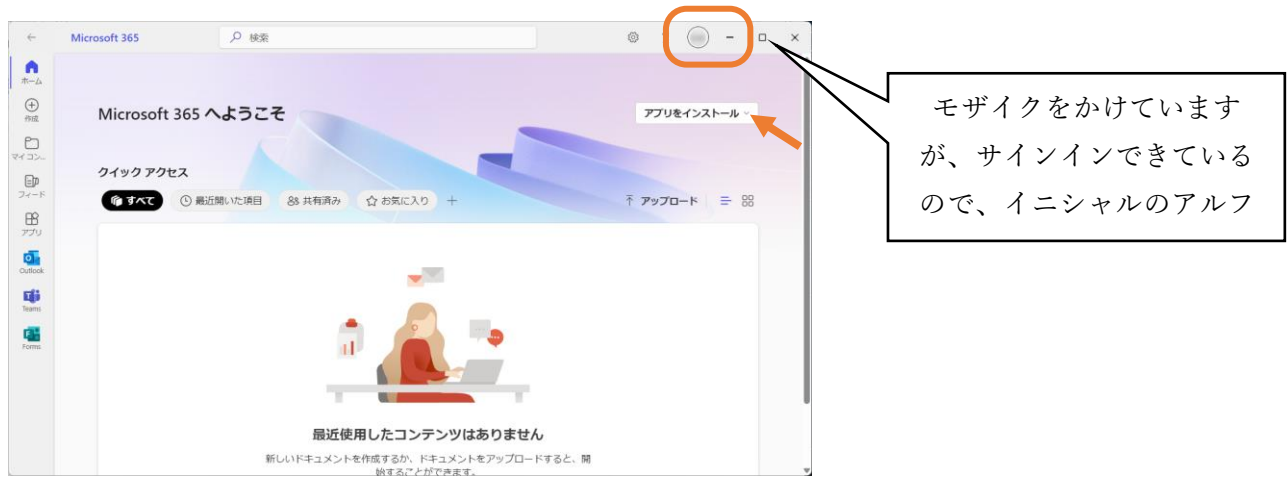 Microsoft 365
検索
ホーム
作成
マイ コン...
フィード
アプリ
Outlook
Teams
Forms
Microsoft 365 へようこそ
アプリをインストール
クイック アクセス
すべて
最近開いた項目
共有済み
お気に入り
アップロード
最近使用したコンテンツはありません
新しいドキュメントを作成するか、ドキュメントをアップロードすると、開
始することができます。
モザイクをかけています
が、サインインできている
ので、イニシャルのアルフ